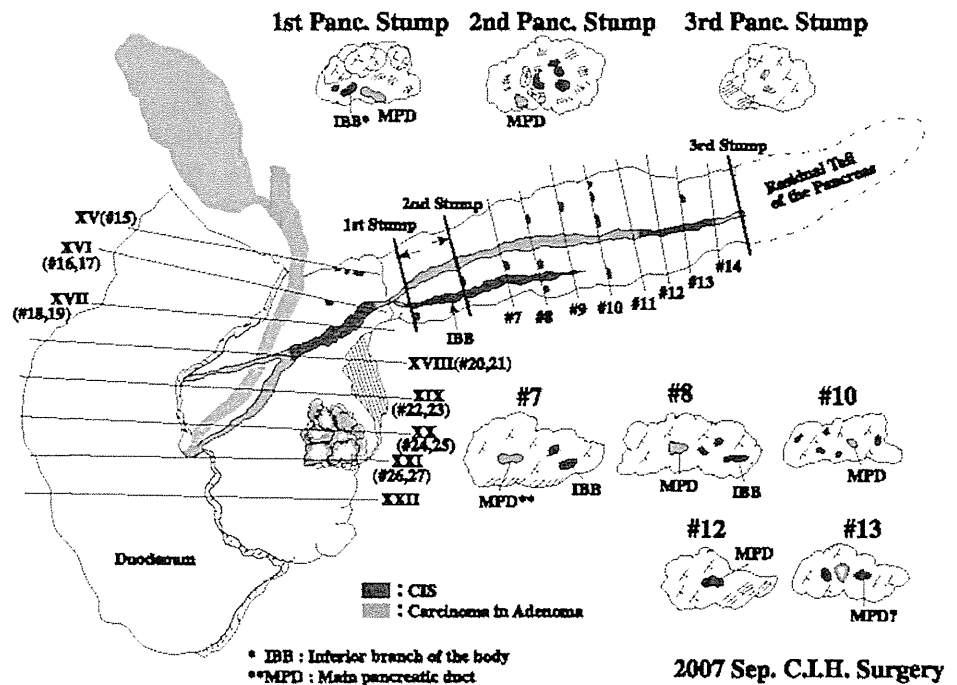 1st Panc. Stump 2nd Panc. Stump 3rd Panc. Stump
IBB* MPD
MPD
3rd Stump
Residual Tail
of the Pancreas
2nd Stump
1st Stump
XV(#15)
XVI
(#16,17)
XVII
(#18,19)
#7 #8 #9 #10 #11 #12 #13 #14
IBB
XVIII(#20,21)
XIX
(#22,23)
XX
(#24,25)
XXI
(#26,27)
XXII
#7 #8 #10
MPD** IBB
MPD IBB
MPD
#12 #13
MPD
MPD?
Duodenum
: CIS
: Carcinoma in Adenoma
* IBB : Inferior branch of the body
**MPD : Main pancreatic duct
2007 Sep. C.I.H. Surgery